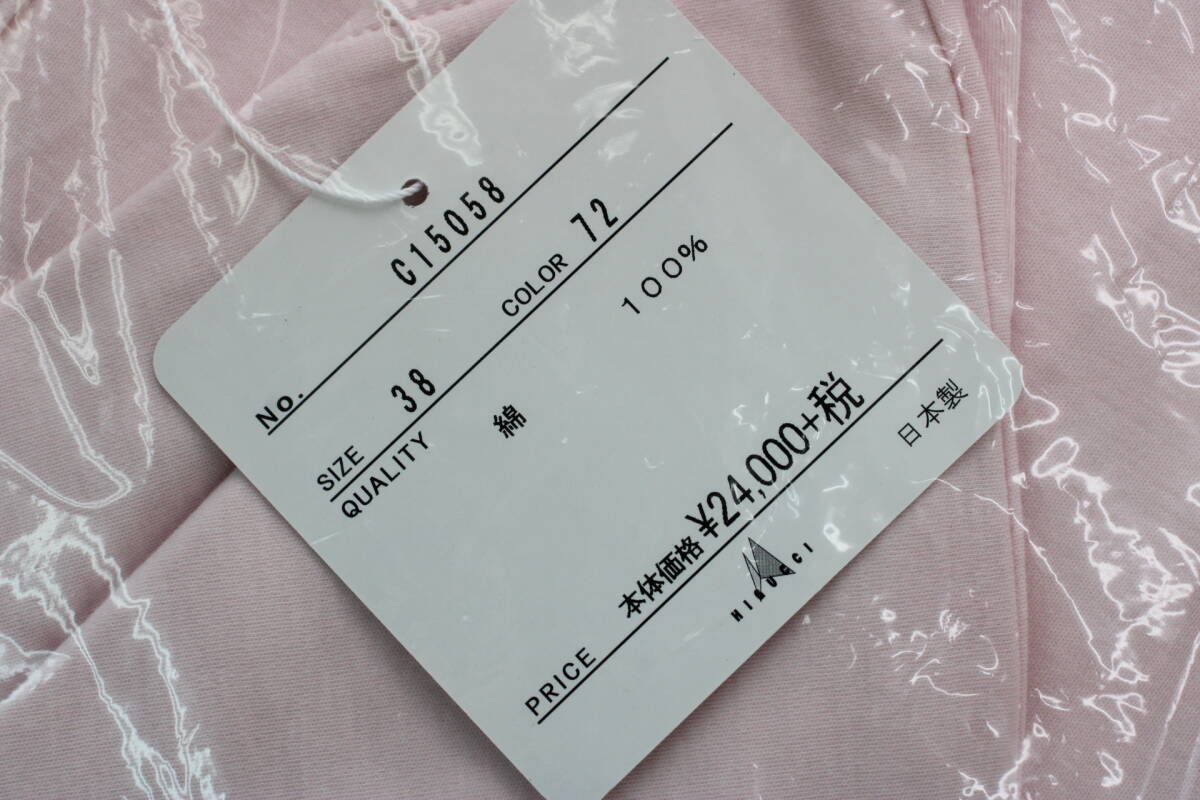 No. C15058
SIZE 38 COLOR 72
QUALITY
綿 100%
PRICE 本体価格 ¥24,000+税
日本製